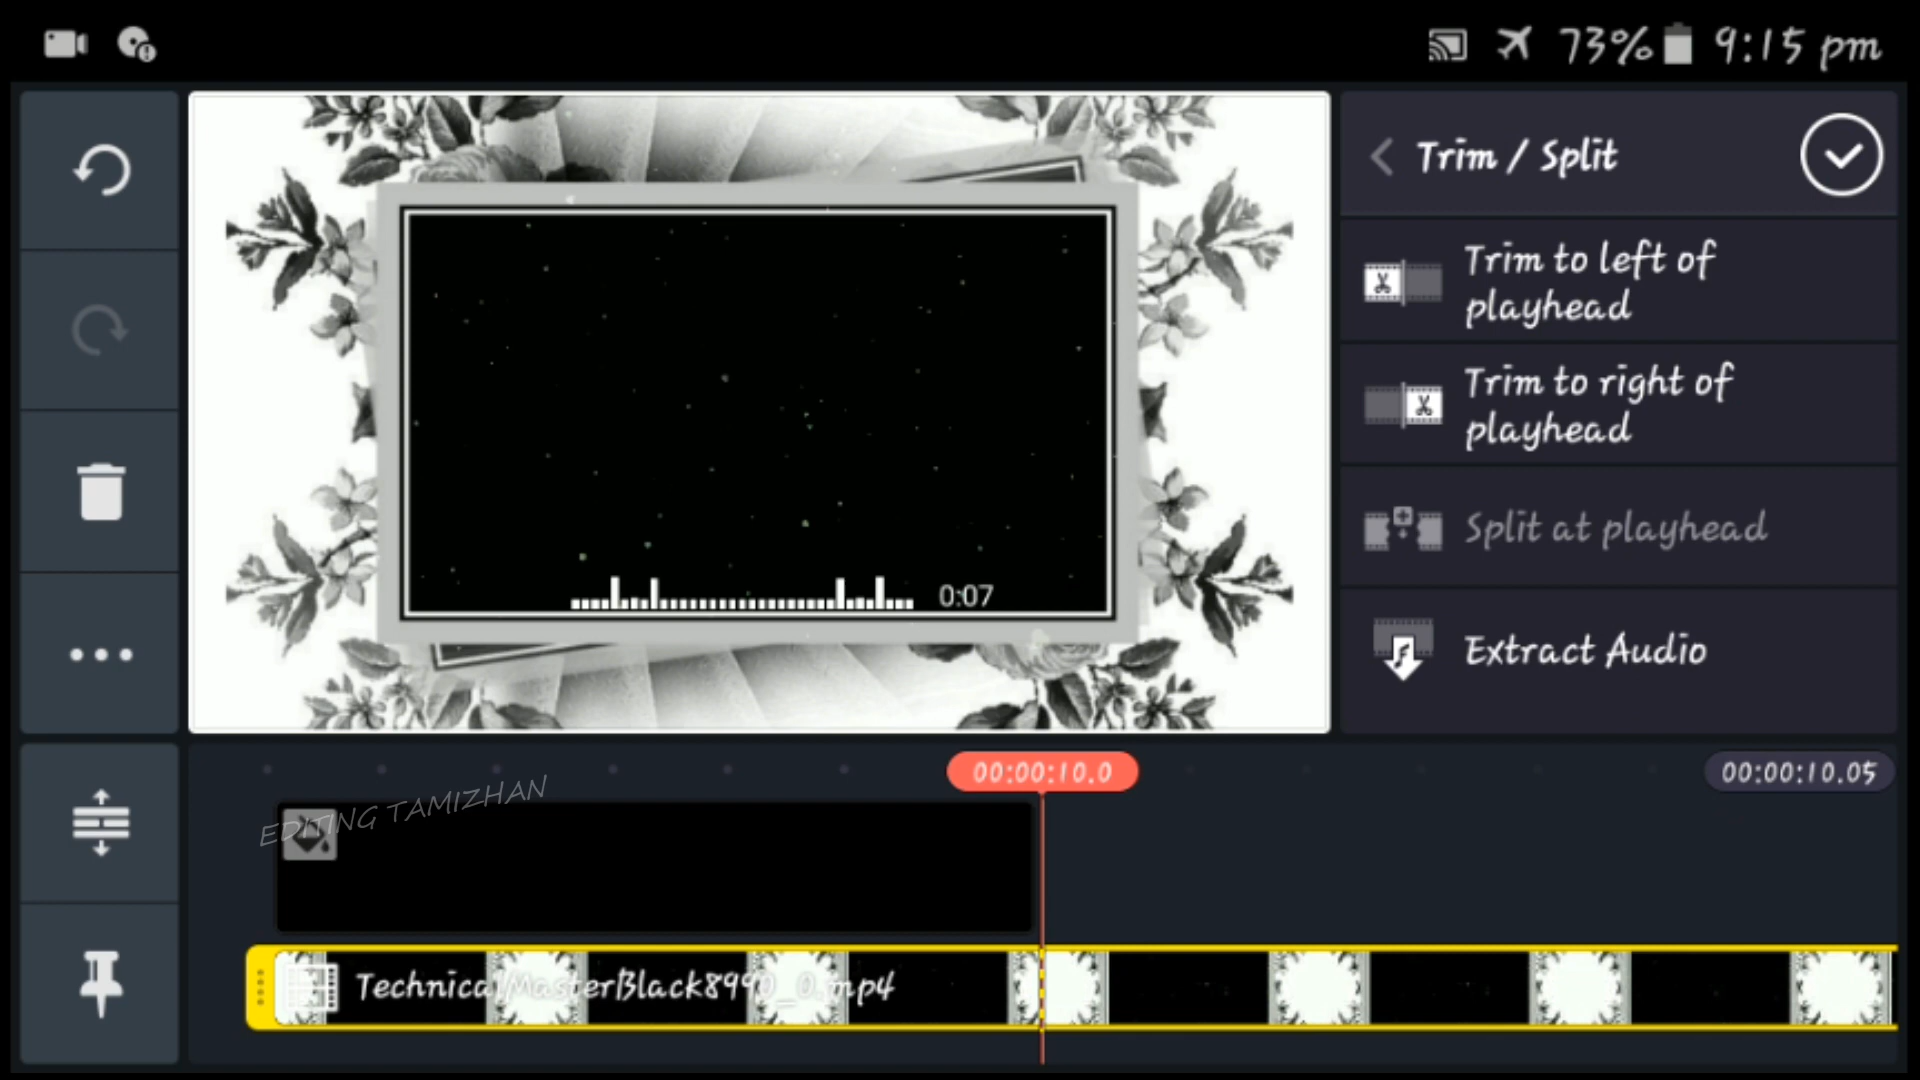 73% 9:15 pm
Trim / Split
Trim to left of
playhead
Trim to right of
playhead
Split at playhead
Extract Audio
0:07
00:00:10.0
00:00:10.05
EDITING TAMIZHAN
TechnicalMasterBlack8990_0.mp4